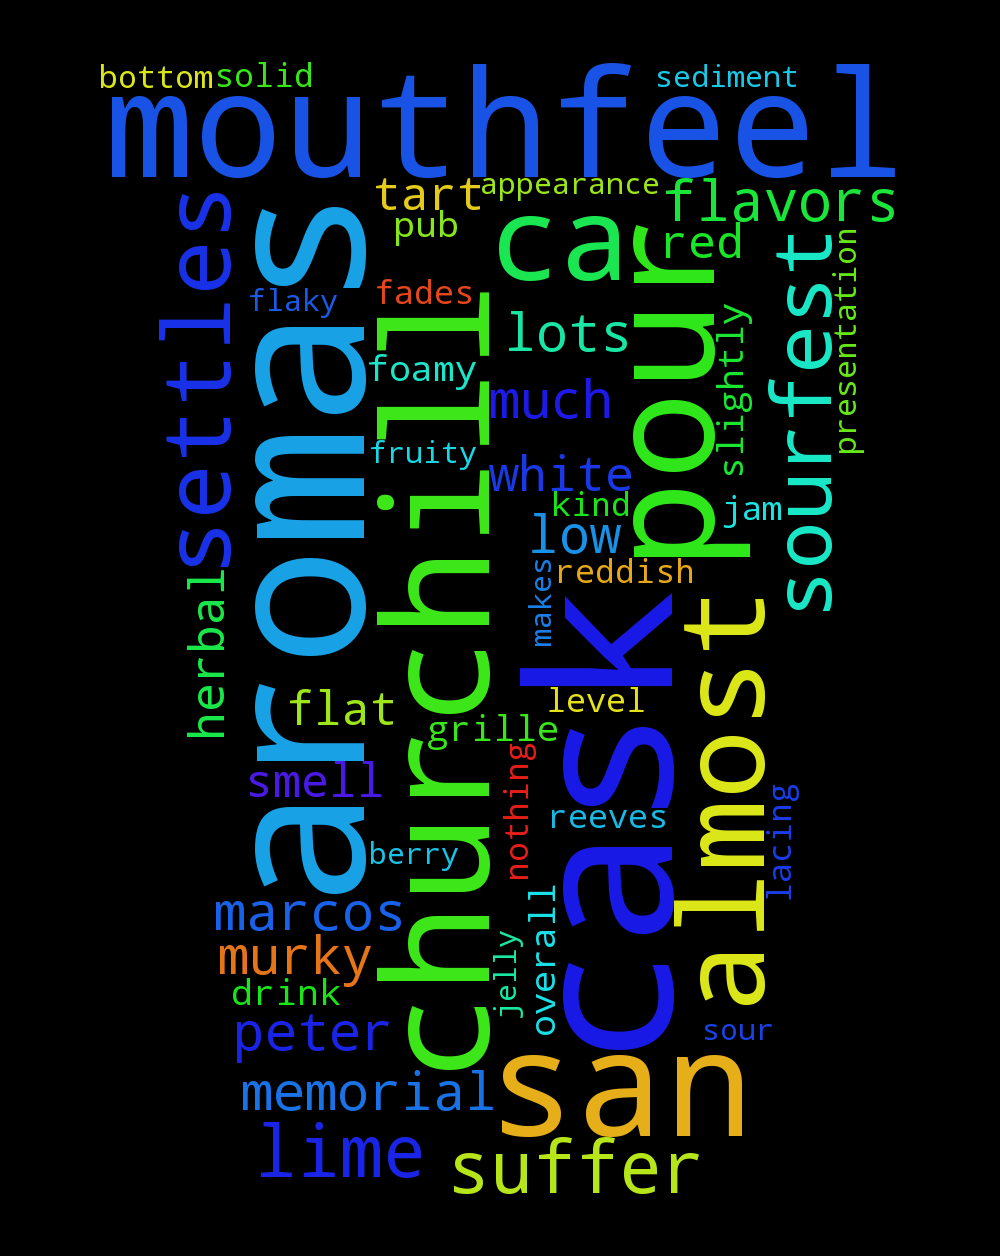 bottom
solid
sediment
mouthfeel
settles
aromas
tart
appearance
flavors
pub
ca
red
pour
sourfest
presentation
flaky
fades
churchill
lots
slightly
foamy
much
fruity
white
kind
jam
low
reddish
makes
herbal
cask
almost
level
flat
grille
smell
nothing
reeves
lacing
berry
marcos
overall
murky
jelly
drink
peter
sour
memorial
san
lime
suffer